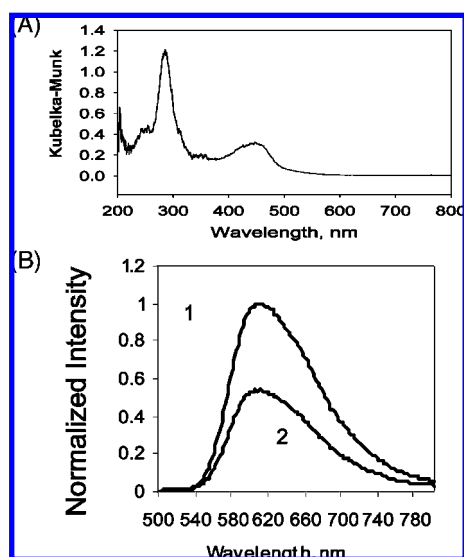 (A)
Kubelka-Munk
1.4
1.2
1.0
0.8
0.6
0.4
0.2
0.0
200 300 400 500 600 700 800
Wavelength, nm
(B)
Normalized Intensity
1.2
1
0.8
0.6
0.4
0.2
0
1
2
500 540 580 620 660 700 740 780
Wavelength, nm